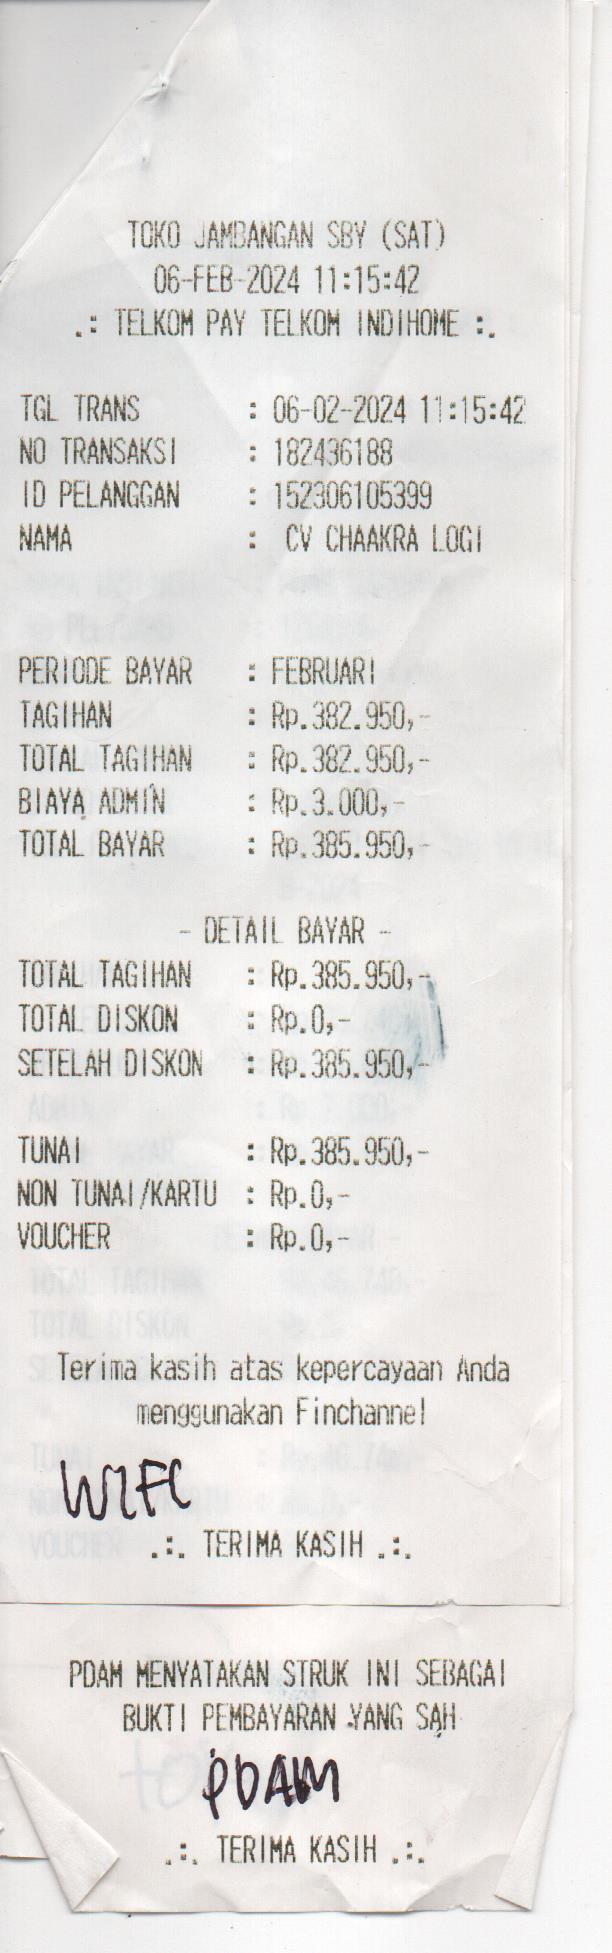 TOKO JAMBANGAN SBY (SAT)
06-FEB-2024 11:15:42
.: TELKOM PAY TELKOM INDIHOME :.
TGL TRANS : 06-02-2024 11:15:42
NO TRANSAKSI : 182436188
ID PELANGGAN : 152306105399
NAMA : CV CHAAKRA LOGI
PERIODE BAYAR : FEBRUARI
TAGIHAN : Rp.382.950,-
TOTAL TAGIHAN : Rp.382.950,-
BIAYA ADMIN : Rp.3.000,-
TOTAL BAYAR : Rp.385.950,-
- DETAIL BAYAR -
TOTAL TAGIHAN : Rp.385.950,-
TOTAL DISKON : Rp.0,-
SETELAH DISKON : Rp.385.950,-
TUNAI : Rp.385.950,-
NON TUNAI/KARTU : Rp.0,-
VOUCHER : Rp.0,-
Terima kasih atas kepercayaan Anda
menggunakan Finchannel
WIFI
.:. TERIMA KASIH .:.
PDAM MENYATAKAN STRUK INI SEBAGAI
BUKTI PEMBAYARAN YANG SAH
PDAM
.:. TERIMA KASIH .:.